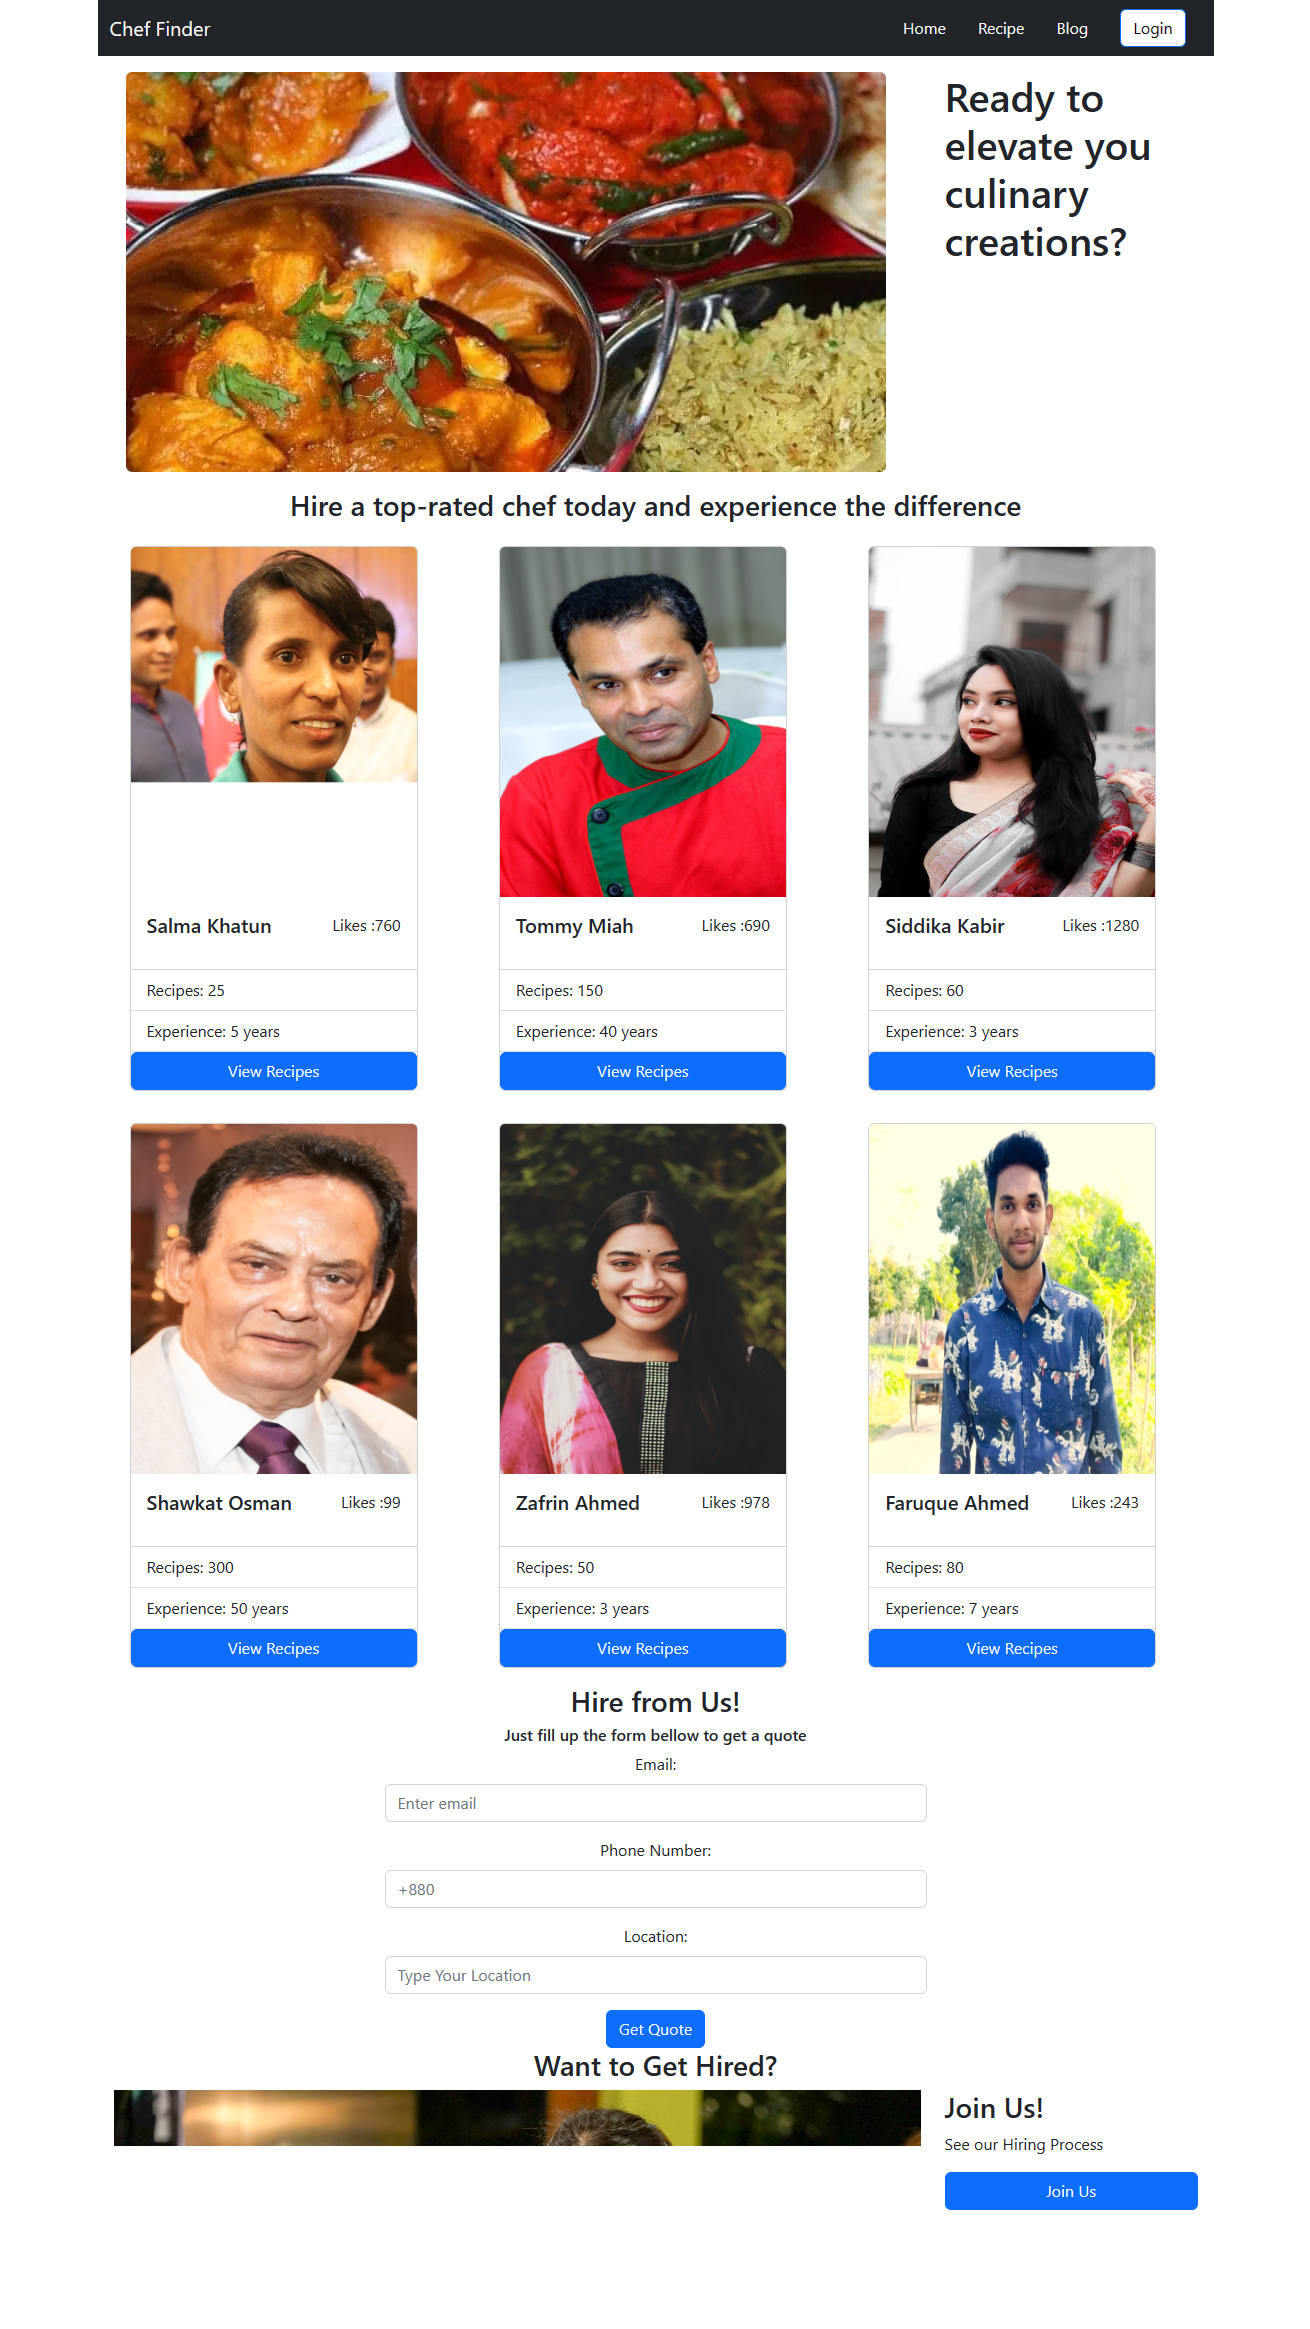 Chef Finder
Home Recipe Blog Login
Ready to
elevate you
culinary
creations?
Hire a top-rated chef today and experience the difference
Salma Khatun Likes :760
Recipes: 25
Experience: 5 years
View Recipes
Tommy Miah Likes :690
Recipes: 150
Experience: 40 years
View Recipes
Siddika Kabir Likes :1280
Recipes: 60
Experience: 3 years
View Recipes
Shawkat Osman Likes :99
Recipes: 300
Experience: 50 years
View Recipes
Zafrin Ahmed Likes :978
Recipes: 50
Experience: 3 years
View Recipes
Faruque Ahmed Likes :243
Recipes: 80
Experience: 7 years
View Recipes
Hire from Us!
Just fill up the form bellow to get a quote
Email:
Enter email
Phone Number:
+880
Location:
Type Your Location
Get Quote
Want to Get Hired?
Join Us!
See our Hiring Process
Join Us